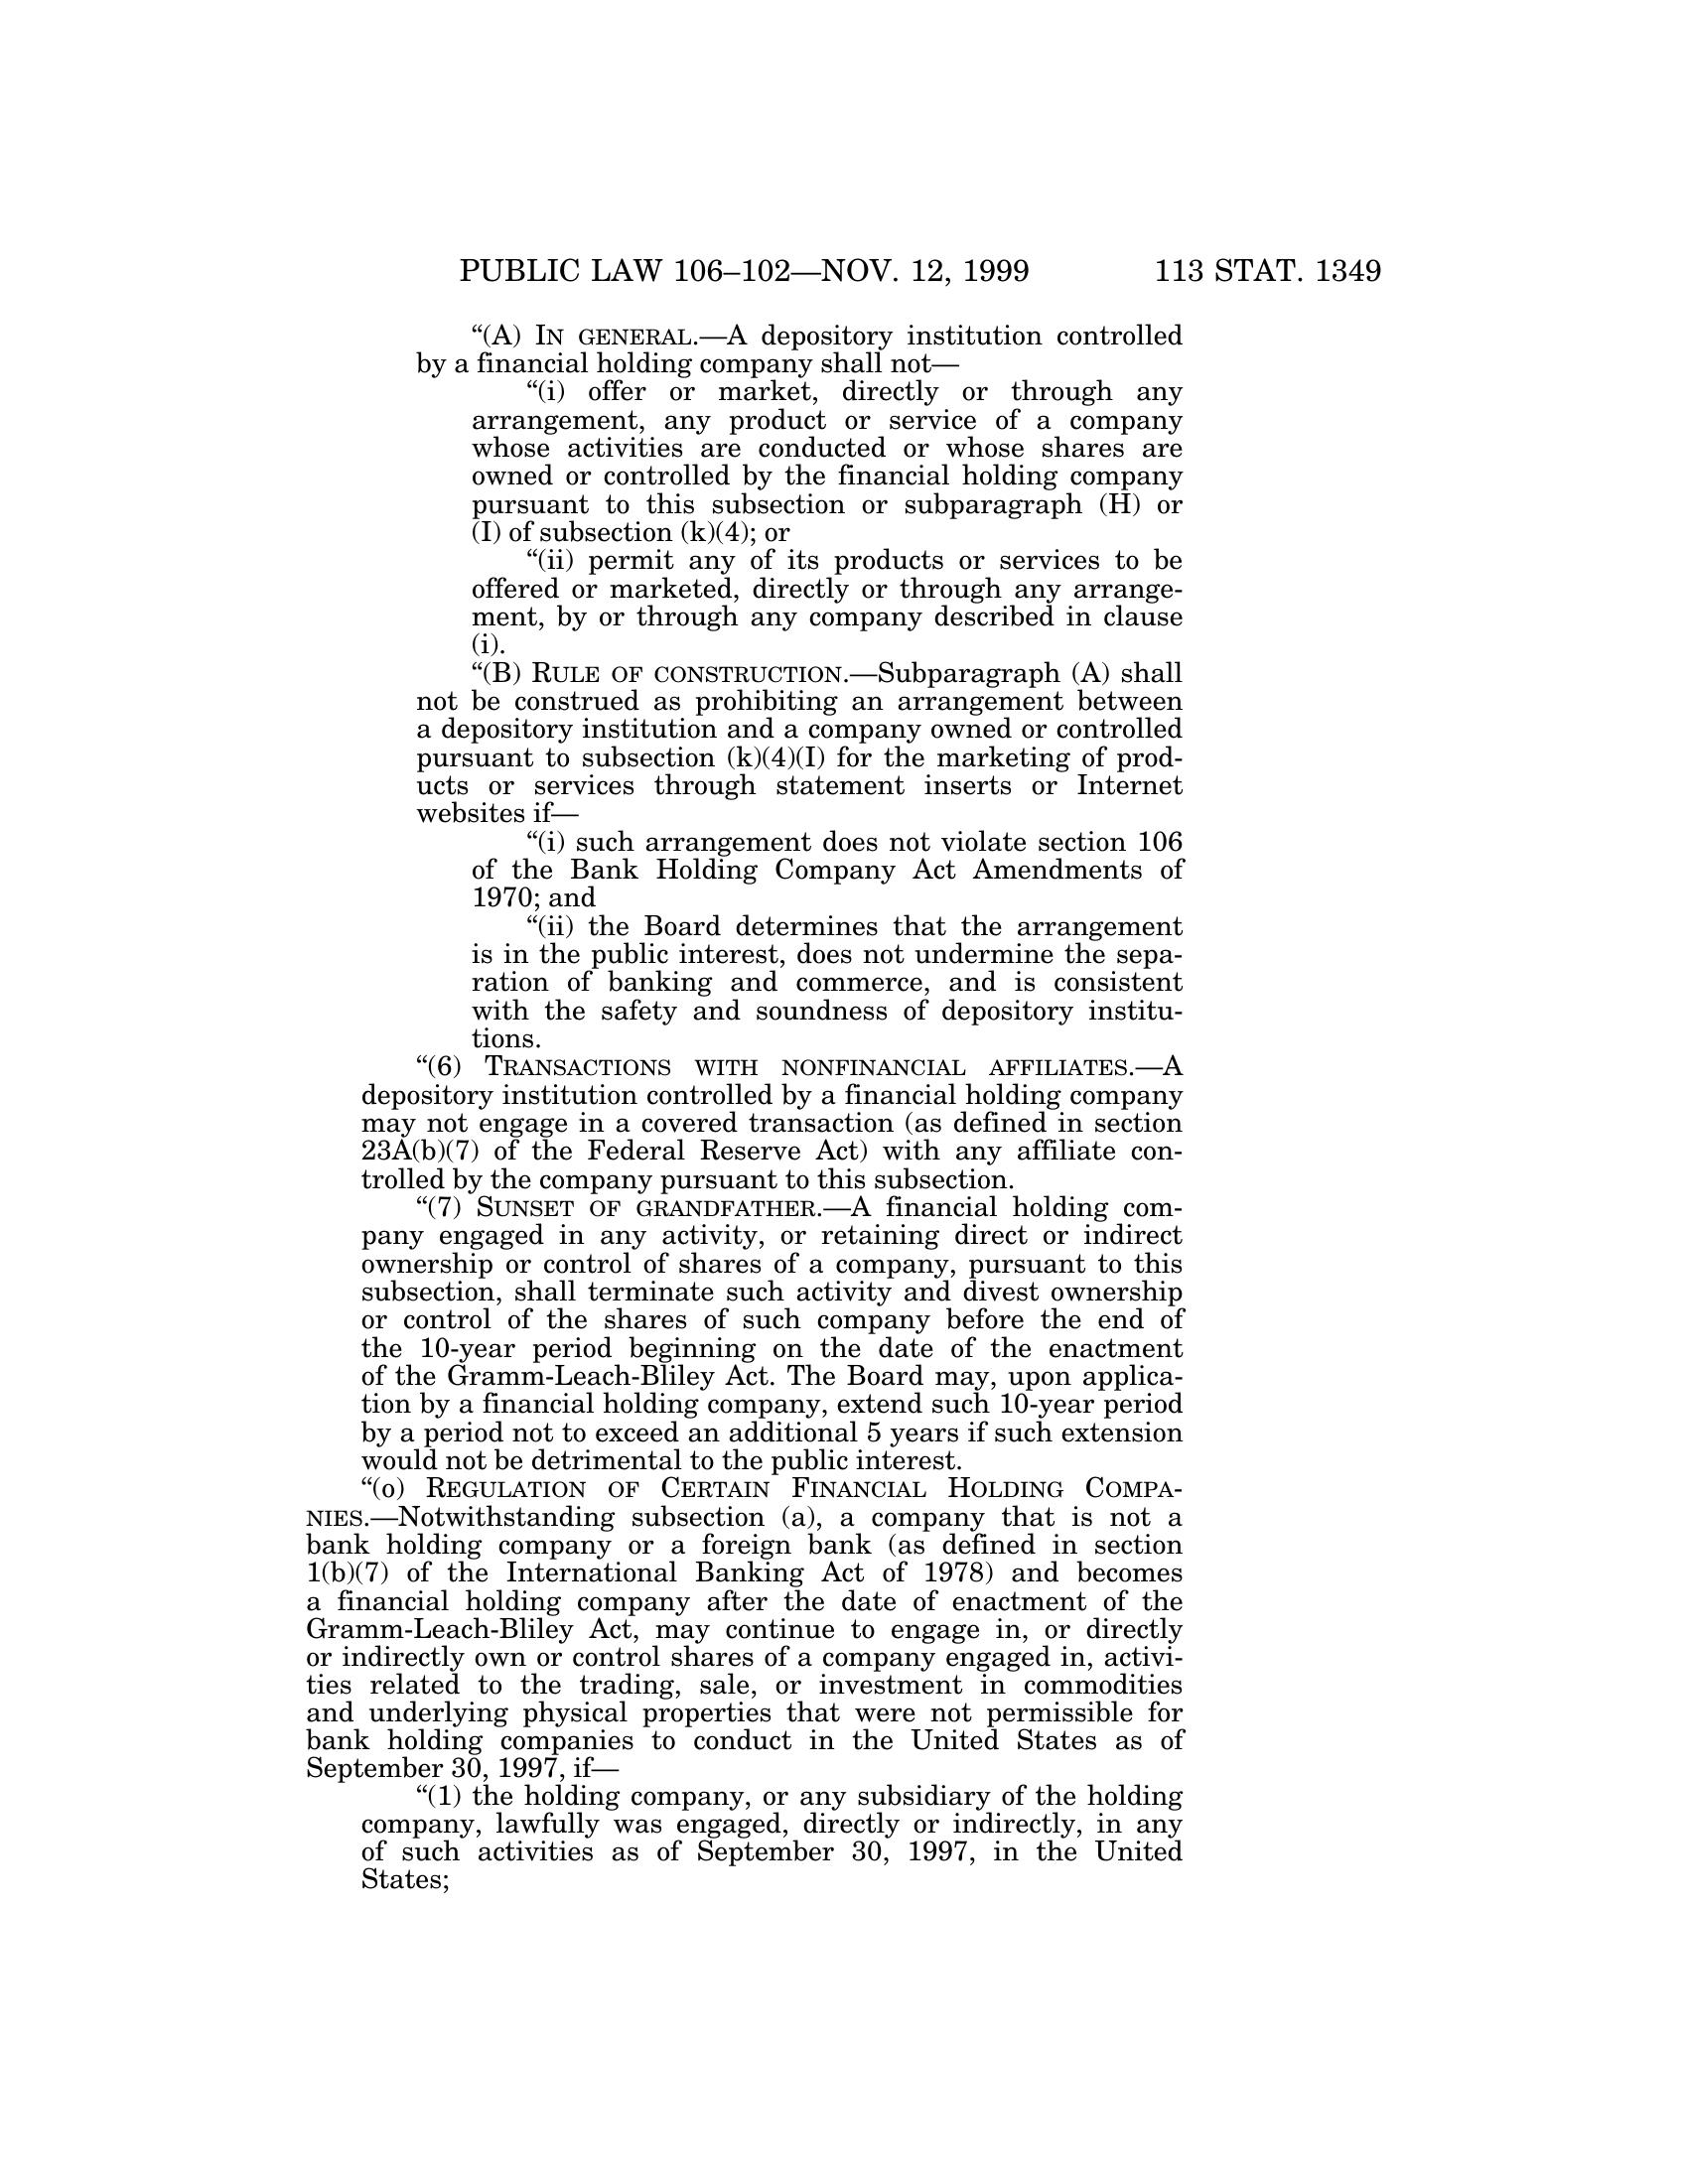 PUBLIC LAW 106–102—NOV. 12, 1999 113 STAT. 1349
“(A) IN GENERAL.—A depository institution controlled
by a financial holding company shall not—
“(i) offer or market, directly or through any
arrangement, any product or service of a company
whose activities are conducted or whose shares are
owned or controlled by the financial holding company
pursuant to this subsection or subparagraph (H) or
(I) of subsection (k)(4); or
“(ii) permit any of its products or services to be
offered or marketed, directly or through any arrange-
ment, by or through any company described in clause
(i).
“(B) RULE OF CONSTRUCTION.—Subparagraph (A) shall
not be construed as prohibiting an arrangement between
a depository institution and a company owned or controlled
pursuant to subsection (k)(4)(I) for the marketing of prod-
ucts or services through statement inserts or Internet
websites if—
“(i) such arrangement does not violate section 106
of the Bank Holding Company Act Amendments of
1970; and
“(ii) the Board determines that the arrangement
is in the public interest, does not undermine the sepa-
ration of banking and commerce, and is consistent
with the safety and soundness of depository institu-
tions.
“(6) TRANSACTIONS WITH NONFINANCIAL AFFILIATES.—A
depository institution controlled by a financial holding company
may not engage in a covered transaction (as defined in section
23A(b)(7) of the Federal Reserve Act) with any affiliate con-
trolled by the company pursuant to this subsection.
“(7) SUNSET OF GRANDFATHER.—A financial holding com-
pany engaged in any activity, or retaining direct or indirect
ownership or control of shares of a company, pursuant to this
subsection, shall terminate such activity and divest ownership
or control of the shares of such company before the end of
the 10-year period beginning on the date of the enactment
of the Gramm-Leach-Bliley Act. The Board may, upon applica-
tion by a financial holding company, extend such 10-year period
by a period not to exceed an additional 5 years if such extension
would not be detrimental to the public interest.
“(o) REGULATION OF CERTAIN FINANCIAL HOLDING COMPA-
NIES.—Notwithstanding subsection (a), a company that is not a
bank holding company or a foreign bank (as defined in section
1(b)(7) of the International Banking Act of 1978) and becomes
a financial holding company after the date of enactment of the
Gramm-Leach-Bliley Act, may continue to engage in, or directly
or indirectly own or control shares of a company engaged in, activi-
ties related to the trading, sale, or investment in commodities
and underlying physical properties that were not permissible for
bank holding companies to conduct in the United States as of
September 30, 1997, if—
“(1) the holding company, or any subsidiary of the holding
company, lawfully was engaged, directly or indirectly, in any
of such activities as of September 30, 1997, in the United
States;